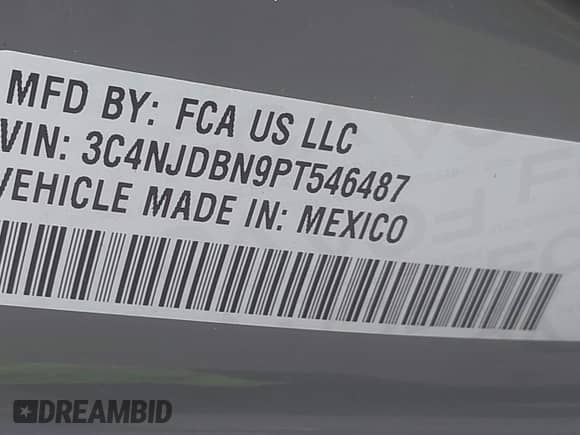 MFD BY: FCA US LLC
VIN: 3C4NJDBN9PT546487
VEHICLE MADE IN: MEXICO
DREAMBID